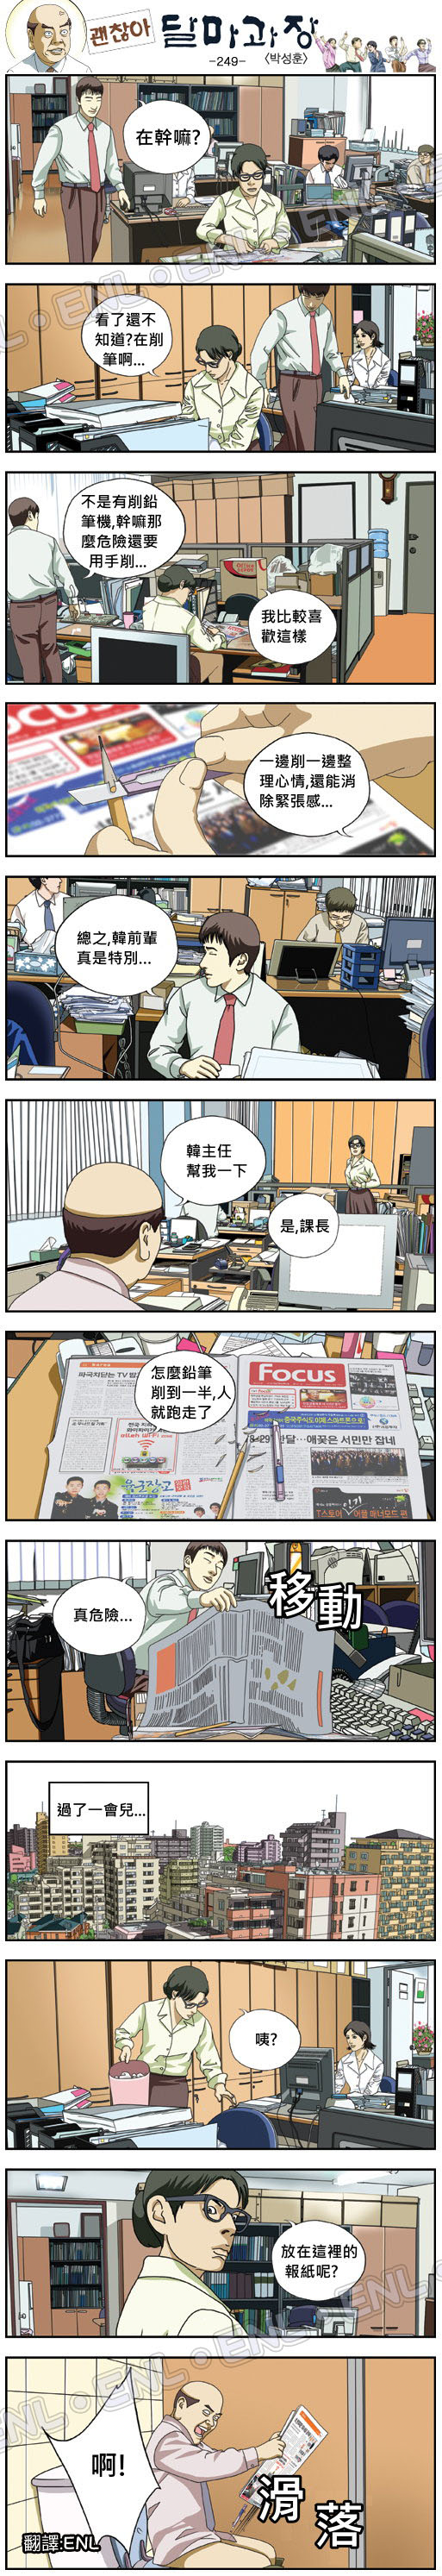 괜찮아 달마과장
-249- <박성훈>
在幹嘛?
看了還不
知道?在削
筆啊...
不是有削鉛
筆機,幹嘛那
麼危險還要
用手削...
我比較喜
歡這樣
一邊削一邊整
理心情,還能消
除緊張感...
總之,韓前輩
真是特別...
韓主任
幫我一下
是,課長
怎麼鉛筆
削到一半,人
就跑走了
Focus
真危險...
移動
過了一會兒...
咦?
放在這裡的
報紙呢?
啊!
滑落
翻譯:ENL